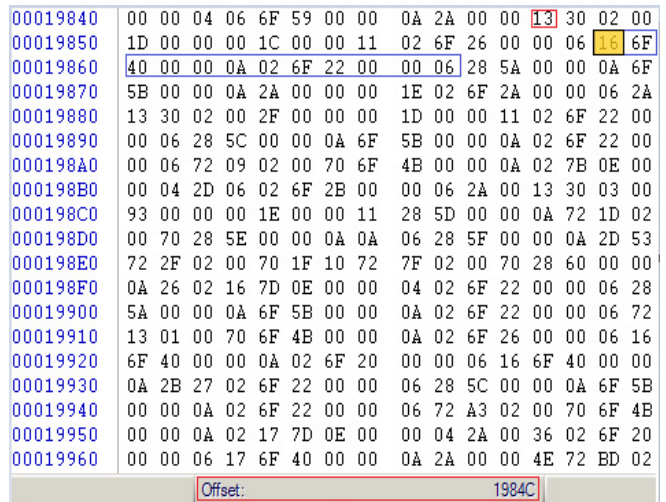 00019840 00 00 04 06 6F 59 00 00 0A 2A 00 00 13 30 02 00
00019850 1D 00 00 00 1C 00 00 11 02 6F 26 00 00 06 16 6F
00019860 40 00 00 0A 02 6F 22 00 00 06 28 5A 00 00 0A 6F
00019870 5B 00 00 0A 2A 00 00 00 1E 02 6F 2A 00 00 06 2A
00019880 13 30 02 00 2F 00 00 00 1D 00 00 11 02 6F 22 00
00019890 00 06 28 5C 00 00 0A 6F 5B 00 00 0A 02 6F 22 00
000198A0 00 06 72 09 02 00 70 6F 4B 00 00 0A 02 7B 0E 00
000198B0 00 04 2D 06 02 6F 2B 00 00 06 2A 00 13 30 03 00
000198C0 93 00 00 00 1E 00 00 11 28 5D 00 00 0A 72 1D 02
000198D0 00 70 28 5E 00 00 0A 0A 06 28 5F 00 00 0A 2D 53
000198E0 72 2F 02 00 70 1F 10 72 7F 02 00 70 28 60 00 00
000198F0 0A 26 02 16 7D 0E 00 00 04 02 6F 22 00 00 06 28
00019900 5A 00 00 0A 6F 5B 00 00 0A 02 6F 22 00 00 06 72
00019910 13 01 00 70 6F 4B 00 00 0A 02 6F 26 00 00 06 16
00019920 6F 40 00 00 0A 02 6F 20 00 00 06 16 6F 40 00 00
00019930 0A 2B 27 02 6F 22 00 00 06 28 5C 00 00 0A 6F 5B
00019940 00 00 0A 02 6F 22 00 00 06 72 A3 02 00 70 6F 4B
00019950 00 00 0A 02 17 7D 0E 00 00 04 2A 00 36 02 6F 20
00019960 00 00 06 17 6F 40 00 00 0A 2A 00 00 4E 72 BD 02
Offset: 1984C